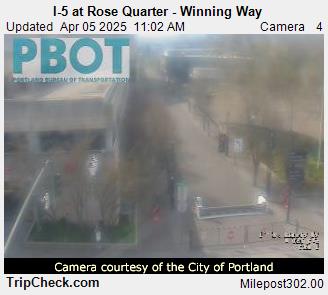 I-5 at Rose Quarter - Winning Way
Updated Apr 05 2025 11:02 AM Camera 4
PBOT
PORTLAND BUREAU OF TRANSPORTATION
Camera courtesy of the City of Portland
TripCheck.com Milepost302.00